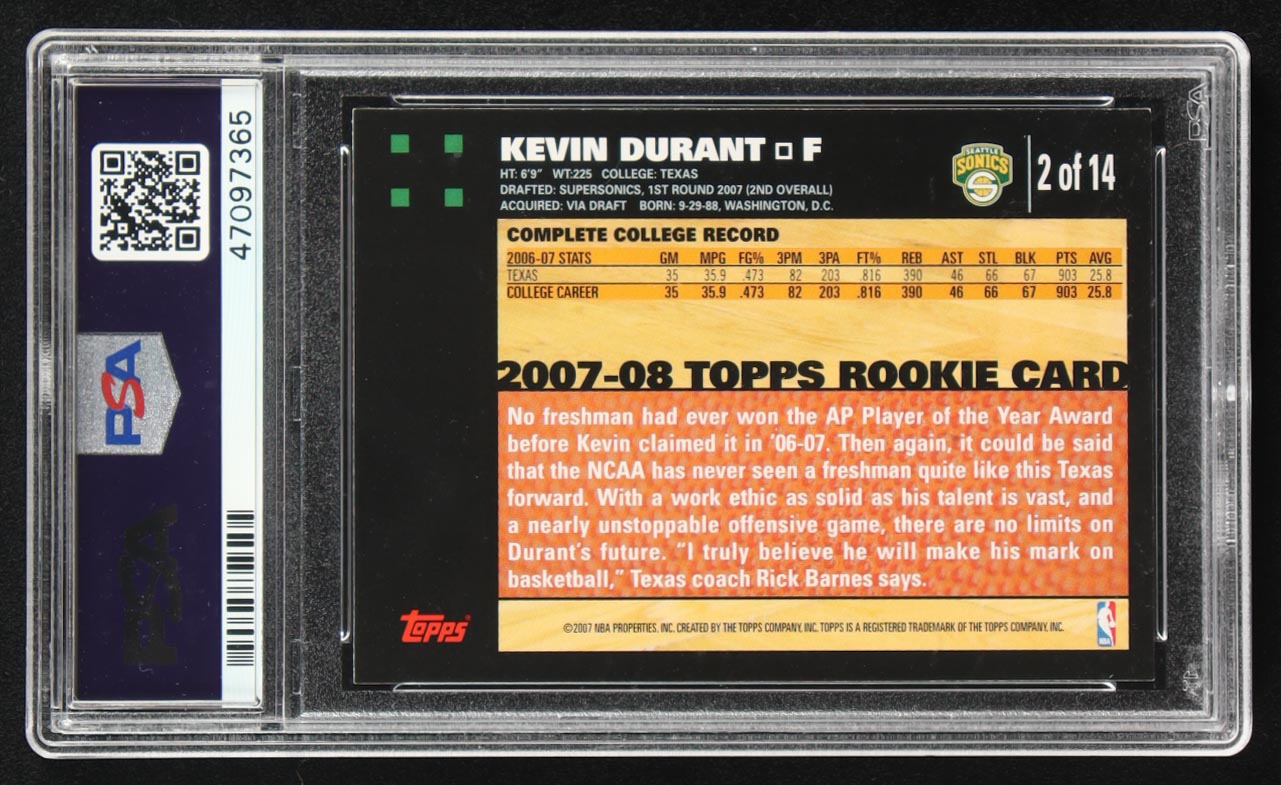 47097365
PSA
PSA
PSA
KEVIN DURANT F
HT: 6'9" WT:225 COLLEGE: TEXAS
DRAFTED: SUPERSONICS, 1ST ROUND 2007 (2ND OVERALL)
ACQUIRED: VIA DRAFT BORN: 9-29-88, WASHINGTON, D.C.
SEATTLE
SONICS
2 of 14
COMPLETE COLLEGE RECORD
2006-07 STATS GM MPG FG% 3PM 3PA FT% REB AST STL BLK PTS AVG
TEXAS 35 35.9 .473 82 203 .816 390 46 66 67 903 25.8
COLLEGE CAREER 35 35.9 .473 82 203 .816 390 46 66 67 903 25.8
2007-08 TOPPS ROOKIE CARD
No freshman had ever won the AP Player of the Year Award
before Kevin claimed it in '06-07. Then again, it could be said
that the NCAA has never seen a freshman quite like this Texas
forward. With a work ethic as solid as his talent is vast, and
a nearly unstoppable offensive game, there are no limits on
Durant's future. "I truly believe he will make his mark on
basketball," Texas coach Rick Barnes says.
topps®
©2007 NBA PROPERTIES, INC. CREATED BY THE TOPPS COMPANY, INC. TOPPS IS A REGISTERED TRADEMARK OF THE TOPPS COMPANY, INC.
NBA